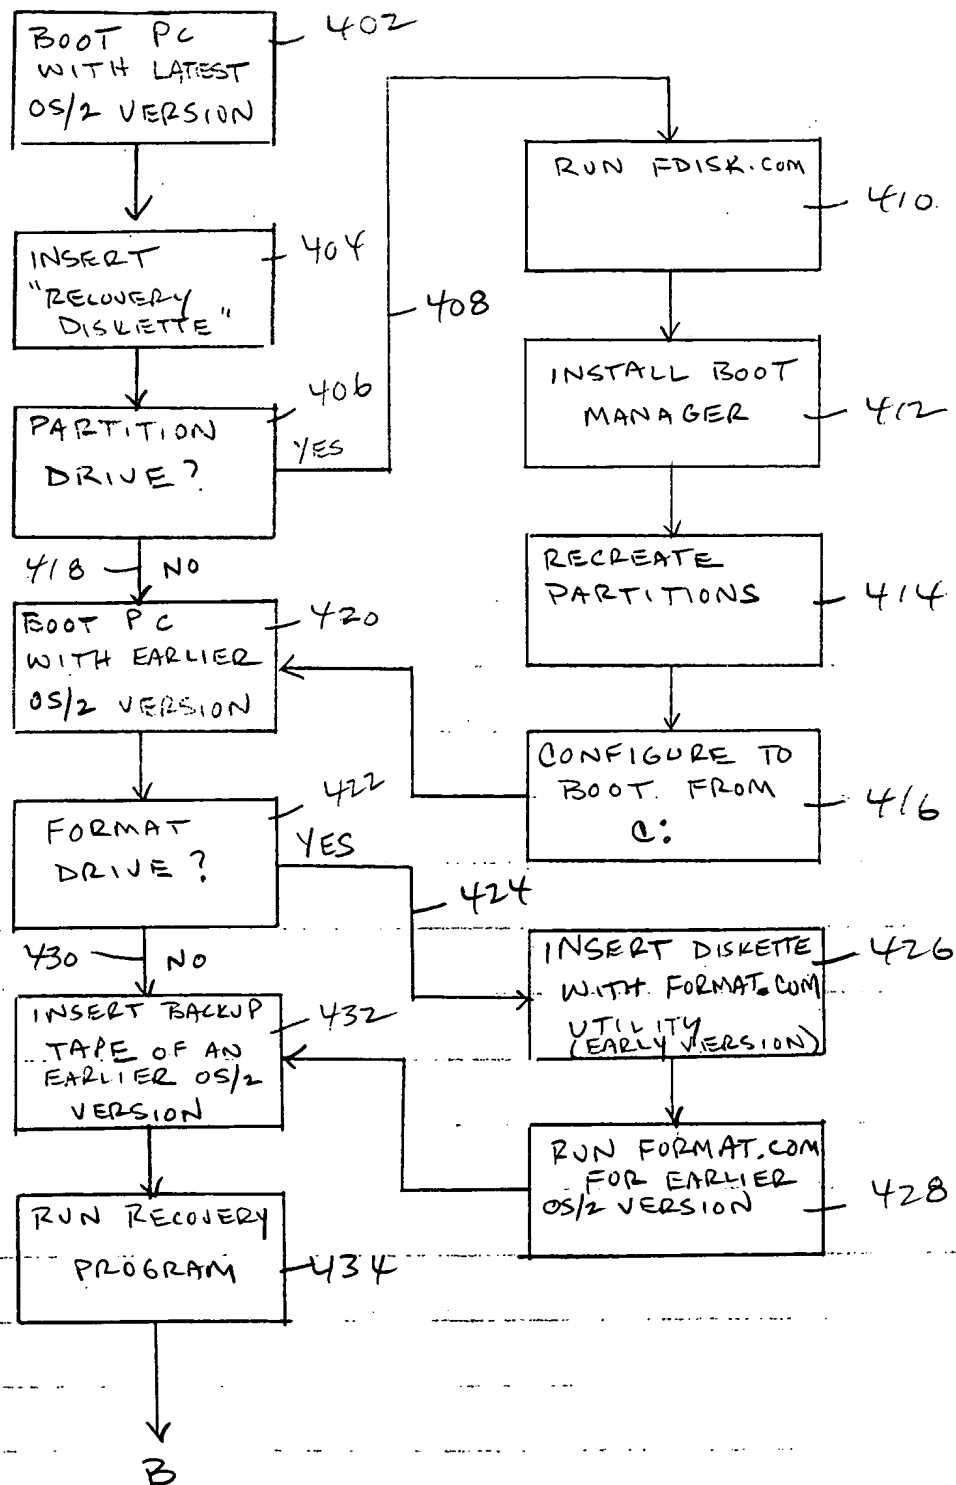 BOOT PC
WITH LATEST
OS/2 VERSION
402
INSERT
"RECOVERY
DISKETTE"
404
PARTITION
DRIVE?
406
YES
408
RUN FDISK.COM
410
INSTALL BOOT
MANAGER
412
RECREATE
PARTITIONS
414
CONFIGURE TO
BOOT FROM
C:
416
418
NO
BOOT PC
WITH EARLIER
OS/2 VERSION
420
FORMAT
DRIVE?
422
YES
424
INSERT DISKETTE
WITH FORMAT.COM
UTILITY
(EARLY VERSION)
426
RUN FORMAT.COM
FOR EARLIER
OS/2 VERSION
428
430
NO
INSERT BACKUP
TAPE OF AN
EARLIER OS/2
VERSION
432
RUN RECOVERY
PROGRAM
434
B